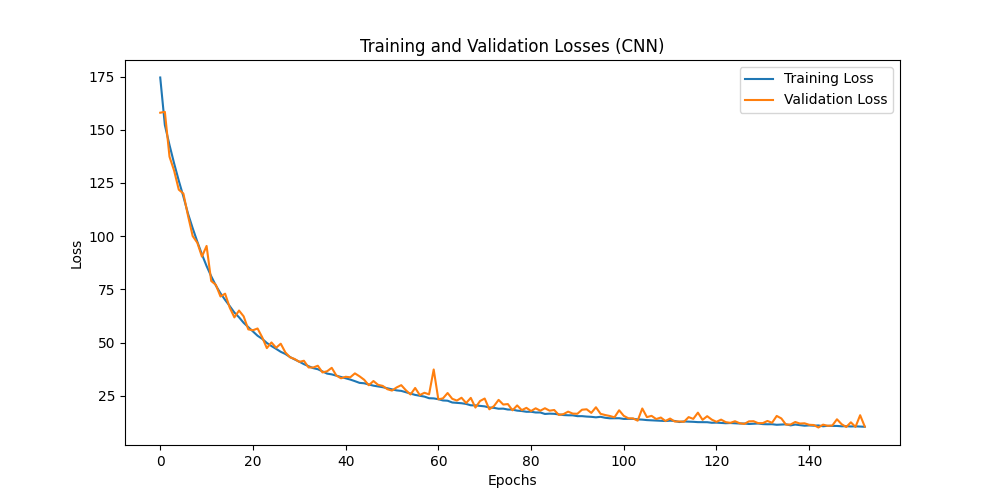 Training and Validation Losses (CNN)
Training Loss
Validation Loss
175
150
125
100
75
50
25
Loss
0 20 40 60 80 100 120 140
Epochs